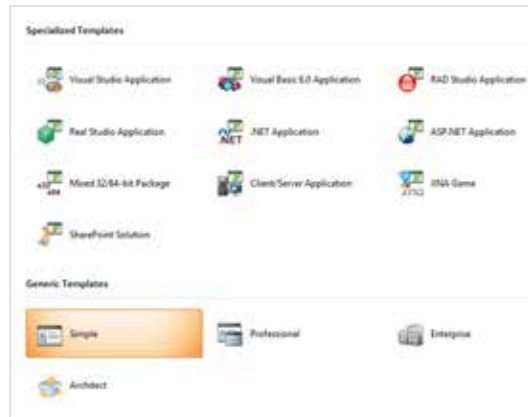 Specialized Templates
Visual Studio Application
Visual Basic 6.0 Application
RAD Studio Application
Real Studio Application
.NET Application
ASP.NET Application
Mixed 32/64-bit Package
Client/Server Application
XNA Game
SharePoint Solution
Generic Templates
Simple
Professional
Enterprise
Architect